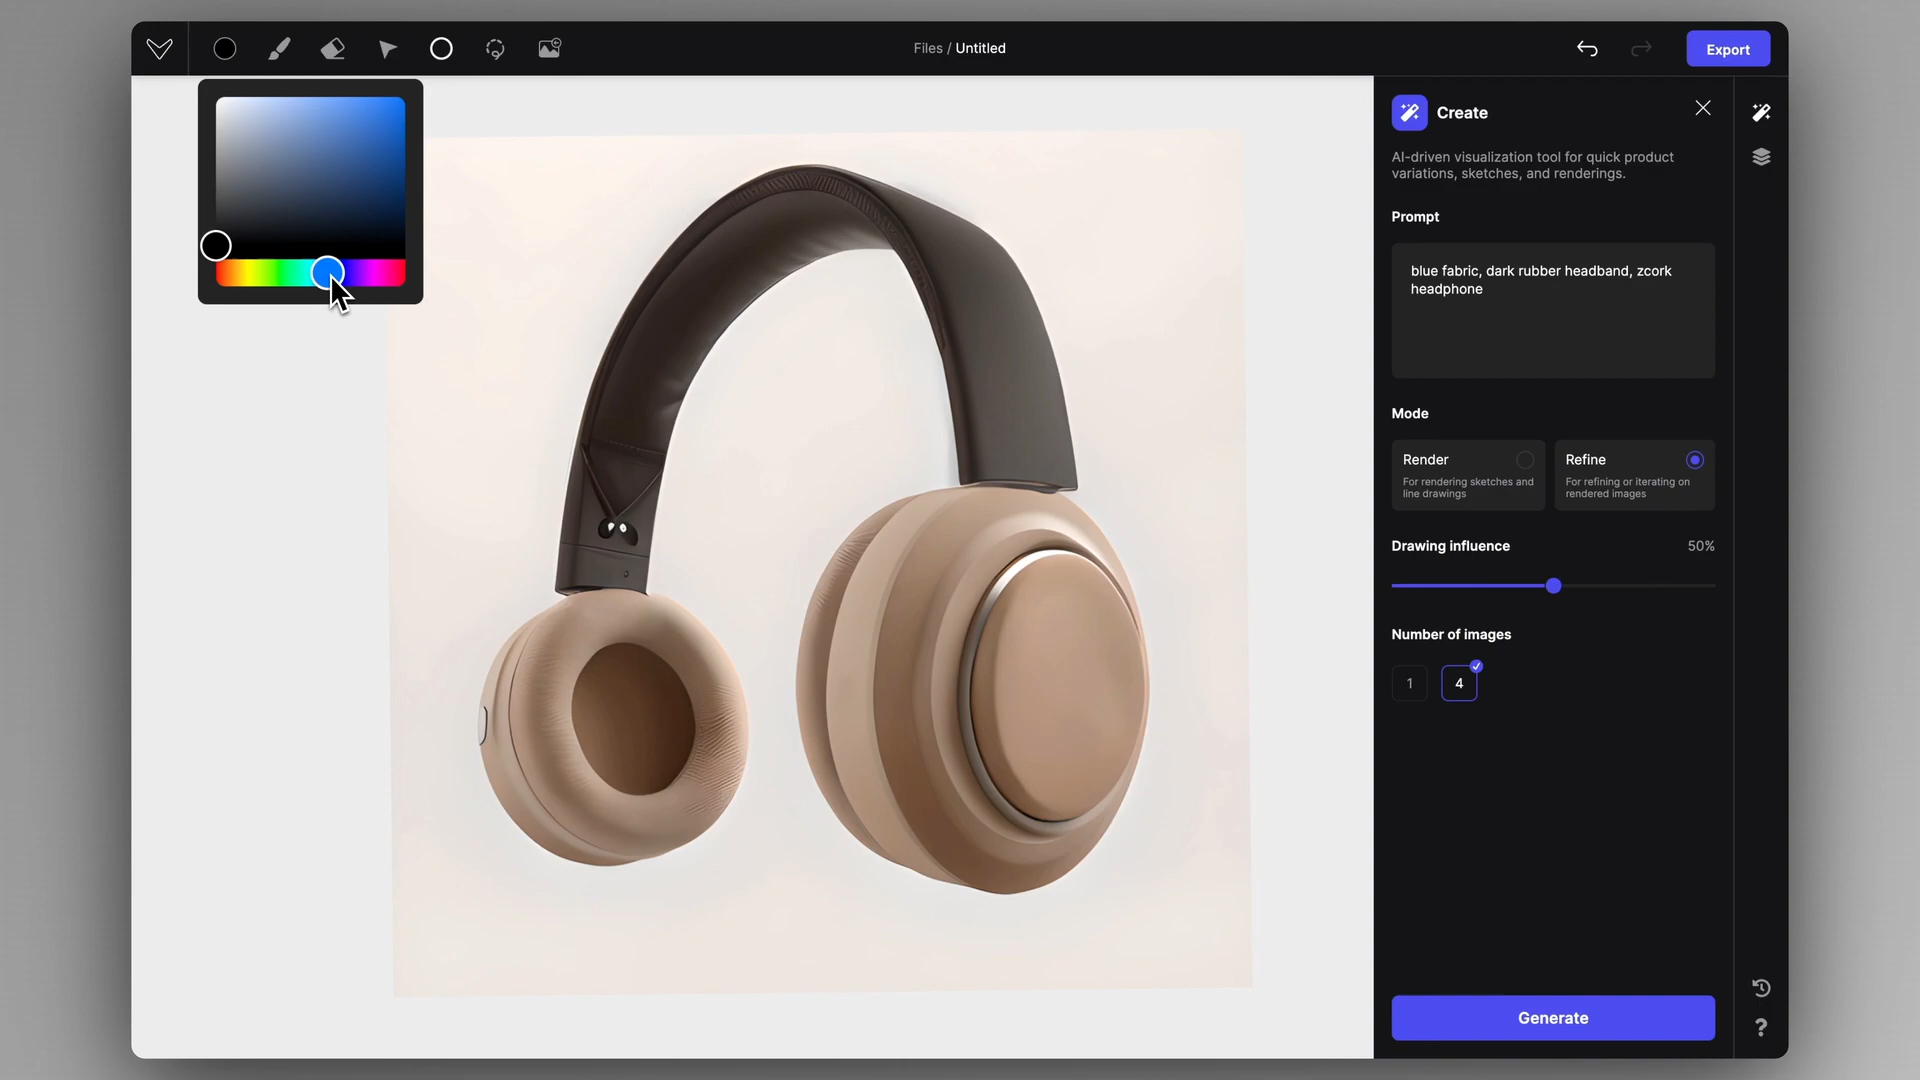 Files / Untitled
Export
Create
AI-driven visualization tool for quick product
variations, sketches, and renderings.
Prompt
blue fabric, dark rubber headband, zcork
headphone
Mode
Render
For rendering sketches and
line drawings
Refine
For refining or iterating on
rendered images
Drawing influence 50%
Number of images
1 4
Generate
?